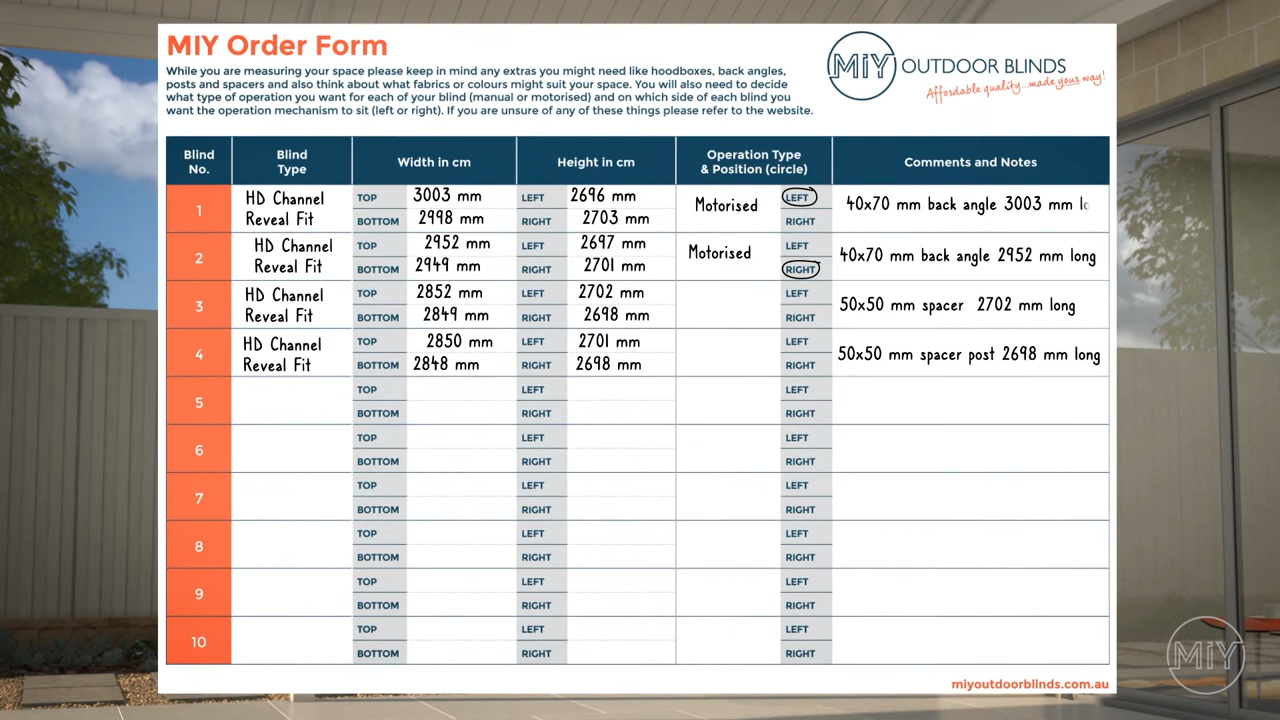 MIY Order Form
While you are measuring your space please keep in mind any extras you might need like hoodboxes, back angles,
posts and spacers and also think about what fabrics or colours might suit your space. You will also need to decide
what type of operation you want for each of your blind (manual or motorised) and on which side of each blind you
want the operation mechanism to sit (left or right). If you are unsure of any of these things please refer to the website.
MiY OUTDOOR BLINDS
Affordable quality...made your way!
Blind No. Blind Type Width in cm Height in cm Operation Type & Position (circle) Comments and Notes
1 HD Channel TOP 3003 mm LEFT 2696 mm Motorised LEFT 40x70 mm back angle 3003 mm lo
Reveal Fit BOTTOM 2998 mm RIGHT 2703 mm RIGHT
2 HD Channel TOP 2952 mm LEFT 2697 mm Motorised LEFT 40x70 mm back angle 2952 mm long
Reveal Fit BOTTOM 2949 mm RIGHT 2701 mm RIGHT
3 HD Channel TOP 2852 mm LEFT 2702 mm LEFT 50x50 mm spacer 2702 mm long
Reveal Fit BOTTOM 2849 mm RIGHT 2698 mm RIGHT
4 HD Channel TOP 2850 mm LEFT 2701 mm LEFT 50x50 mm spacer post 2698 mm long
Reveal Fit BOTTOM 2848 mm RIGHT 2698 mm RIGHT
5 TOP LEFT LEFT
BOTTOM RIGHT RIGHT
6 TOP LEFT LEFT
BOTTOM RIGHT RIGHT
7 TOP LEFT LEFT
BOTTOM RIGHT RIGHT
8 TOP LEFT LEFT
BOTTOM RIGHT RIGHT
9 TOP LEFT LEFT
BOTTOM RIGHT RIGHT
10 TOP LEFT LEFT
BOTTOM RIGHT RIGHT
miyoutdoorblinds.com.au
MiY